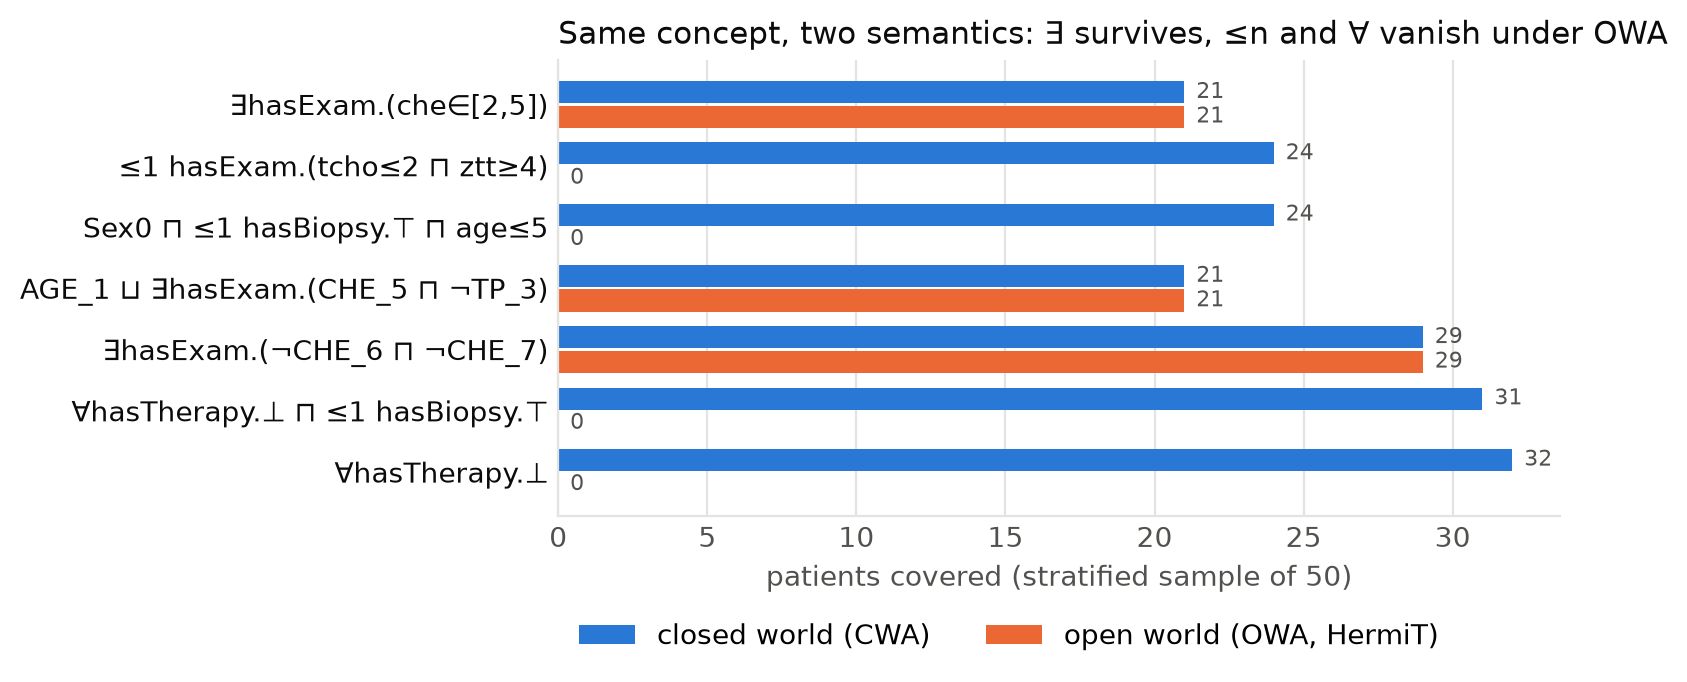 Same concept, two semantics: ∃ survives, ≤n and ∀ vanish under OWA
∃hasExam.(che∈[2,5])
21
21
≤1 hasExam.(tcho≤2 ⊓ ztt≥4)
24
0
Sex0 ⊓ ≤1 hasBiopsy.⊤ ⊓ age≤5
24
0
AGE_1 ⊔ ∃hasExam.(CHE_5 ⊓ ¬TP_3)
21
21
∃hasExam.(¬CHE_6 ⊓ ¬CHE_7)
29
29
∀hasTherapy.⊥ ⊓ ≤1 hasBiopsy.⊤
31
0
∀hasTherapy.⊥
32
0
0 5 10 15 20 25 30
patients covered (stratified sample of 50)
closed world (CWA) open world (OWA, HermiT)